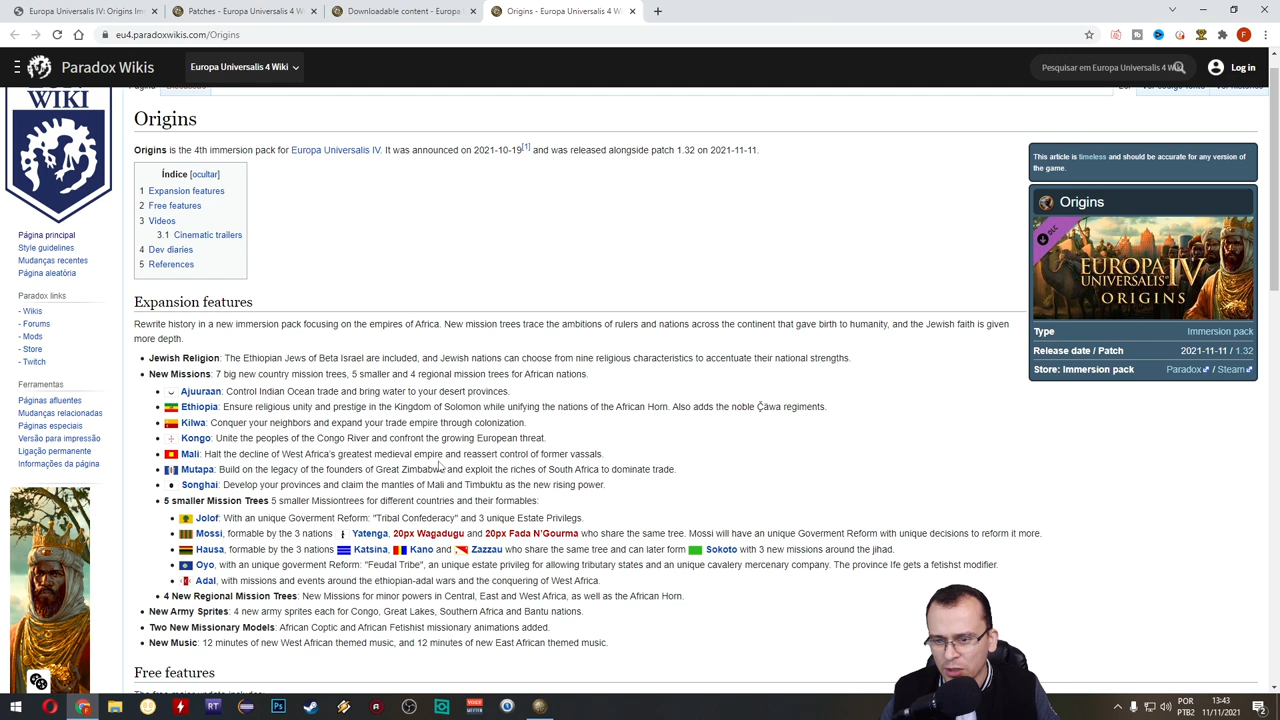 Europa IV: Origins Im
Patches - Europa Universalis 4 W
Downloadable content - Europa
Origins - Europa Universalis 4 Wi
eu4.paradoxwikis.com/Origins
F
Paradox Wikis
Europa Universalis 4 Wiki
Pesquisar em Europa Universalis 4 Wiki
Log in
WIKI
Origins
Origins is the 4th immersion pack for Europa Universalis IV. It was announced on 2021-10-19[1] and was released alongside patch 1.32 on 2021-11-11.
This article is timeless and should be accurate for any version of
the game.
Índice [ocultar]
1 Expansion features
2 Free features
3 Videos
3.1 Cinematic trailers
4 Dev diaries
5 References
Origins
DLC
EUROPA
UNIVERSALIS IV
ORIGINS
Type Immersion pack
Release date / Patch 2021-11-11 / 1.32
Store: Immersion pack Paradox / Steam
Página principal
Style guidelines
Mudanças recentes
Página aleatória
Paradox links
- Wikis
- Forums
- Mods
- Store
- Twitch
Ferramentas
Páginas afluentes
Mudanças relacionadas
Páginas especiais
Versão para impressão
Ligação permanente
Informações da página
Expansion features
Rewrite history in a new immersion pack focusing on the empires of Africa. New mission trees trace the ambitions of rulers and nations across the continent that gave birth to humanity, and the Jewish faith is given
more depth.
• Jewish Religion: The Ethiopian Jews of Beta Israel are included, and Jewish nations can choose from nine religious characteristics to accentuate their national strengths.
• New Missions: 7 big new country mission trees, 5 smaller and 4 regional mission trees for African nations.
• Ajuuraan: Control Indian Ocean trade and bring water to your desert provinces.
• Ethiopia: Ensure religious unity and prestige in the Kingdom of Solomon while unifying the nations of the African Horn. Also adds the noble Çäwa regiments.
• Kilwa: Conquer your neighbors and expand your trade empire through colonization.
• Kongo: Unite the peoples of the Congo River and confront the growing European threat.
• Mali: Halt the decline of West Africa's greatest medieval empire and reassert control of former vassals.
• Mutapa: Build on the legacy of the founders of Great Zimbabwe and exploit the riches of South Africa to dominate trade.
• Songhai: Develop your provinces and claim the mantles of Mali and Timbuktu as the new rising power.
• 5 smaller Mission Trees 5 smaller Missiontrees for different countries and their formables:
• Jolof: With an unique Goverment Reform: "Tribal Confederacy" and 3 unique Estate Privilegs.
• Mossi, formable by the 3 nations Yatenga, 20px Wagadugu and 20px Fada N'Gourma who share the same tree. Mossi will have an unique Goverment Reform with unique decisions to reform it more.
• Hausa, formable by the 3 nations Katsina, Kano and Zazzau who share the same tree and can later form Sokoto with 3 new missions around the jihad.
• Oyo, with an unique goverment Reform: "Feudal Tribe", an unique estate privileg for allowing tributary states and an unique cavalery mercenary company. The province Ife gets a fetishst modifier.
• Adal, with missions and events around the ethiopian-adal wars and the conquering of West Africa.
• 4 New Regional Mission Trees: New Missions for minor powers in Central, East and West Africa, as well as the African Horn.
• New Army Sprites: 4 new army sprites each for Congo, Great Lakes, Southern Africa and Bantu nations.
• Two New Missionary Models: African Coptic and African Fetishist missionary animations added.
• New Music: 12 minutes of new West African themed music, and 12 minutes of new East African themed music.
Free features
The free major update includes:
RT
Ps
POR
PTB2
13:43
11/11/2021